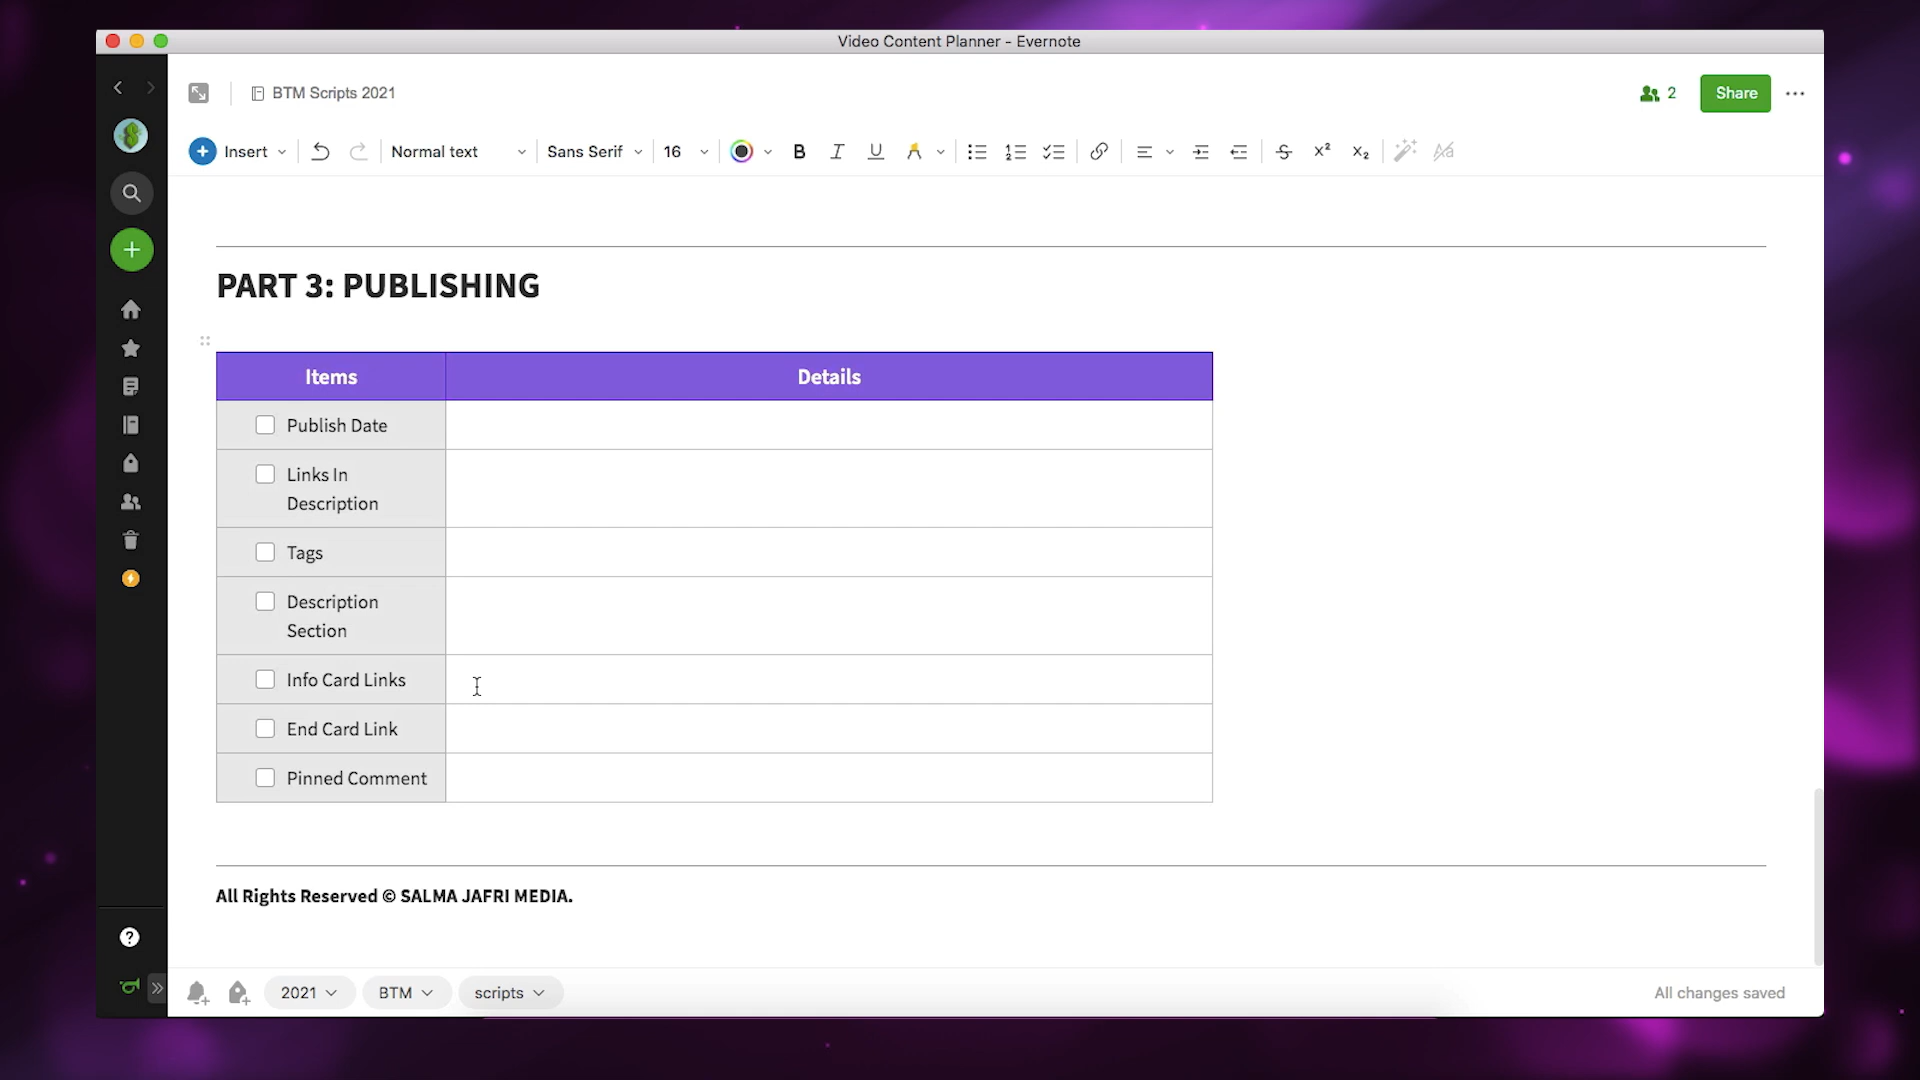 Video Content Planner - Evernote
BTM Scripts 2021
2
Share
Insert
Normal text
Sans Serif
16
PART 3: PUBLISHING
Items
Details
Publish Date
Links In
Description
Tags
Description
Section
Info Card Links
End Card Link
Pinned Comment
All Rights Reserved © SALMA JAFRI MEDIA.
2021
BTM
scripts
All changes saved